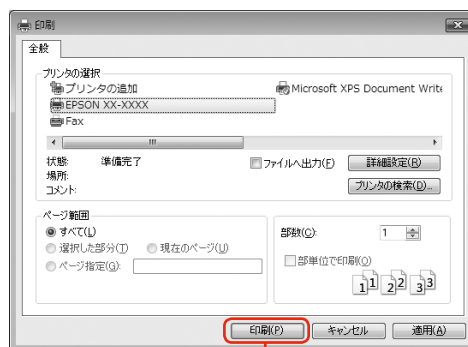 印刷
全般
プリンタの選択
プリンタの追加
Microsoft XPS Document Write
EPSON XX-XXXX
Fax
状態: 準備完了
ファイルへ出力(F)
詳細設定(R)
場所:
コメント:
プリンタの検索(D)...
ページ範囲
すべて(L)
選択した部分(T)
現在のページ(U)
ページ指定(G):
部数(C): 1
部単位で印刷(O)
1 1 2 2 3 3
印刷(P)
キャンセル
適用(A)